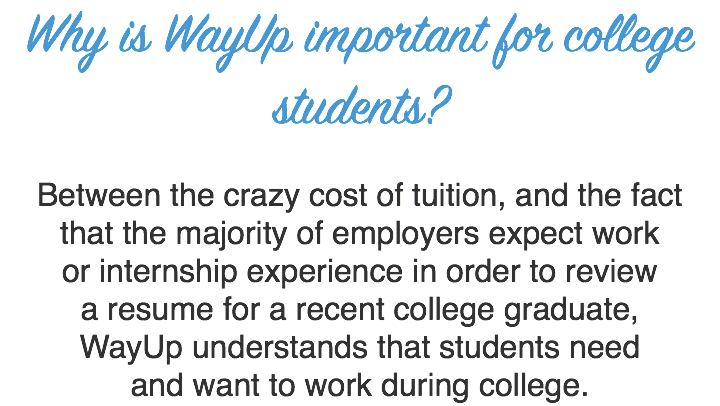 Why is WayUp important for college
students?
Between the crazy cost of tuition, and the fact
that the majority of employers expect work
or internship experience in order to review
a resume for a recent college graduate,
WayUp understands that students need
and want to work during college.